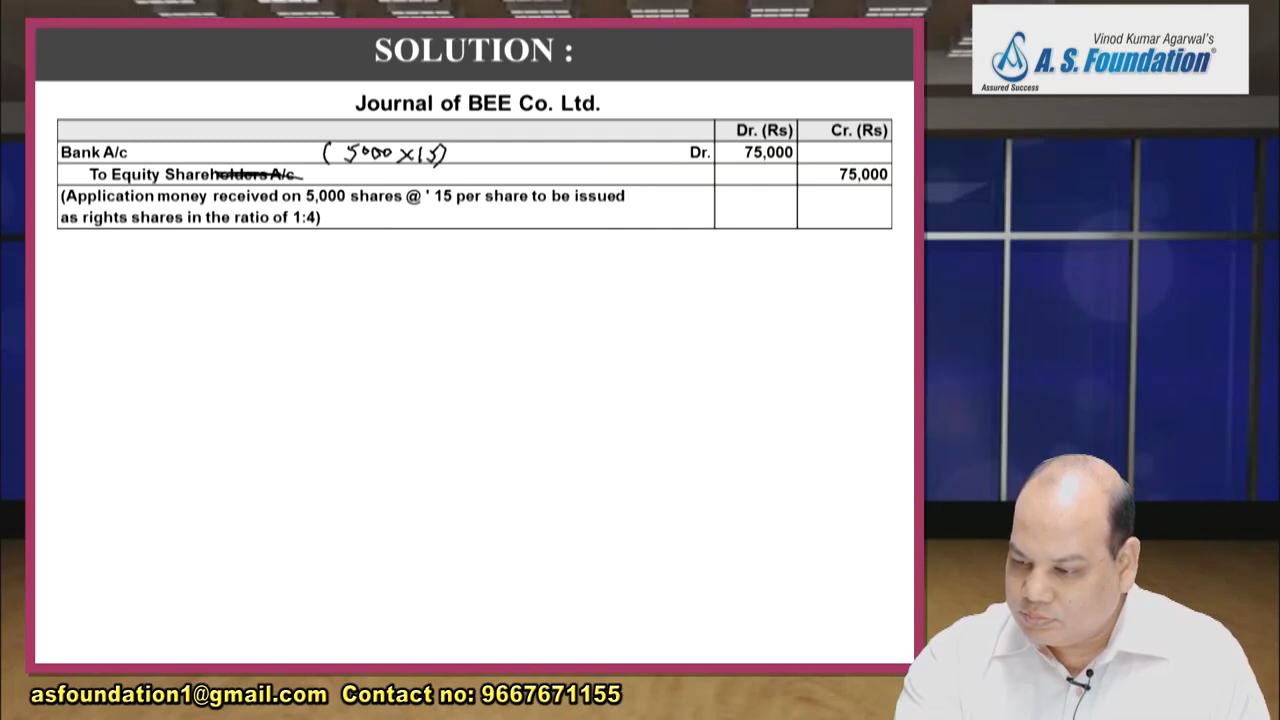 SOLUTION :
Vinod Kumar Agarwal's
A. S. Foundation®
Assured Success
Journal of BEE Co. Ltd.
Dr. (Rs) Cr. (Rs)
Bank A/c (5000 x 15) Dr. 75,000
To Equity Shareholders A/c 75,000
(Application money received on 5,000 shares @ ' 15 per share to be issued
as rights shares in the ratio of 1:4)
asfoundation1@gmail.com Contact no: 9667671155